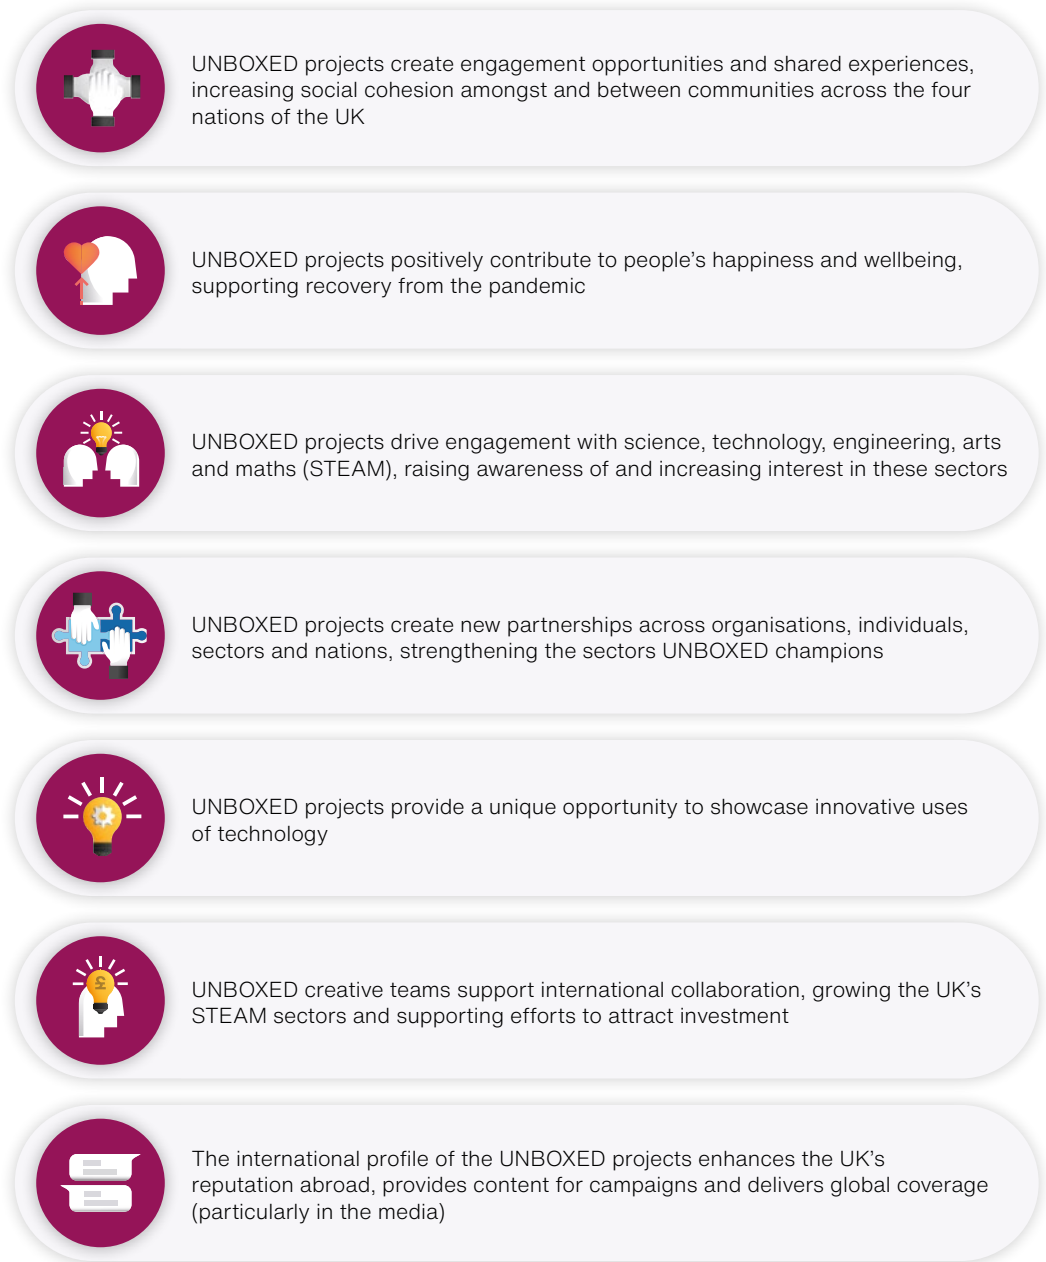 UNBOXED projects create engagement opportunities and shared experiences,
increasing social cohesion amongst and between communities across the four
nations of the UK
UNBOXED projects positively contribute to people’s happiness and wellbeing,
supporting recovery from the pandemic
UNBOXED projects drive engagement with science, technology, engineering, arts
and maths (STEAM), raising awareness of and increasing interest in these sectors
UNBOXED projects create new partnerships across organisations, individuals,
sectors and nations, strengthening the sectors UNBOXED champions
UNBOXED projects provide a unique opportunity to showcase innovative uses
of technology
£
UNBOXED creative teams support international collaboration, growing the UK’s
STEAM sectors and supporting efforts to attract investment
The international profile of the UNBOXED projects enhances the UK’s
reputation abroad, provides content for campaigns and delivers global coverage
(particularly in the media)